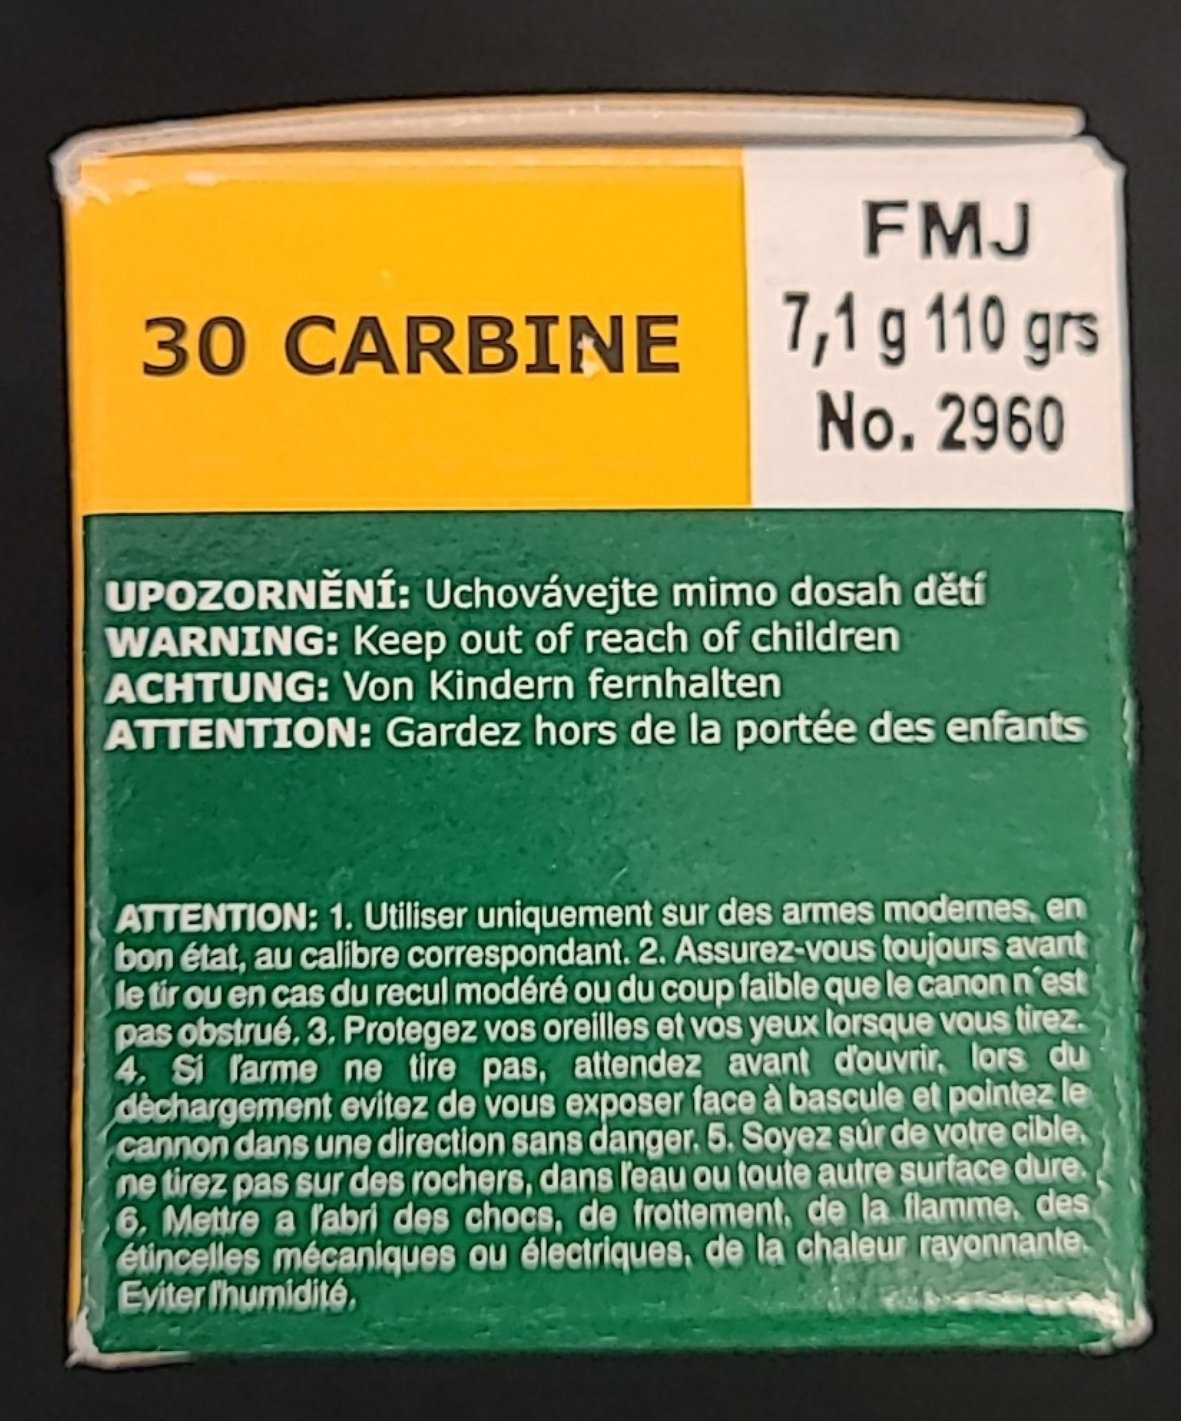 30 CARBINE
FMJ
7,1 g 110 grs
No. 2960
UPOZORNĚNÍ: Uchovávejte mimo dosah dětí
WARNING: Keep out of reach of children
ACHTUNG: Von Kindern fernhalten
ATTENTION: Gardez hors de la portée des enfants
ATTENTION: 1. Utiliser uniquement sur des armes modernes, en
bon état, au calibre correspondant. 2. Assurez-vous toujours avant
le tir ou en cas du recul modéré ou du coup faible que le canon n´est
pas obstrué. 3. Protegez vos oreilles et vos yeux lorsque vous tirez.
4. Si l'arme ne tire pas, attendez avant d'ouvrir, lors du
dèchargement evitez de vous exposer face à bascule et pointez le
cannon dans une direction sans danger. 5. Soyez súr de votre cible,
ne tirez pas sur des rochers, dans l'eau ou toute autre surface dure.
6. Mettre a l'abri des chocs, de frottement, de la flamme, des
étincelles mécaniques ou électriques, de la chaleur rayonnante.
Eviter l'humidité.